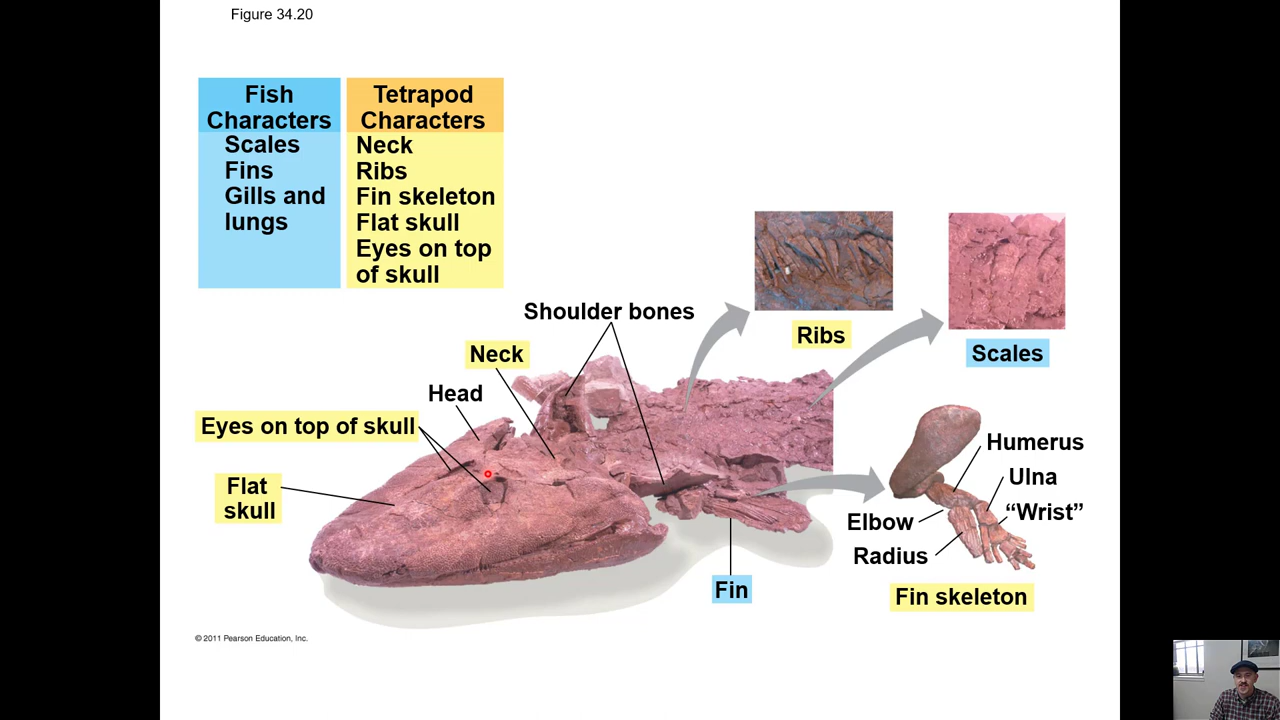 Figure 34.20
Fish
Characters
Scales
Fins
Gills and
lungs
Tetrapod
Characters
Neck
Ribs
Fin skeleton
Flat skull
Eyes on top
of skull
Shoulder bones
Neck
Head
Eyes on top of skull
Flat
skull
Ribs
Scales
Humerus
Ulna
“Wrist”
Elbow
Radius
Fin
Fin skeleton
© 2011 Pearson Education, Inc.